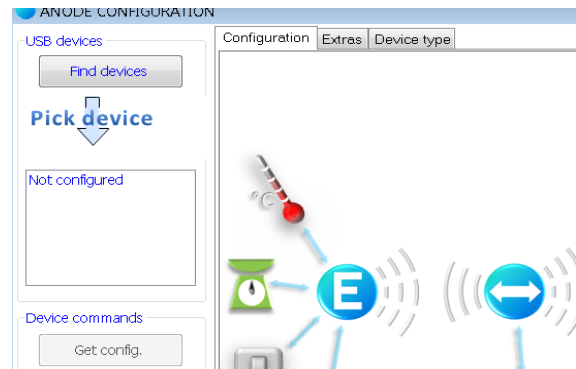 ANODE CONFIGURATION
USB devices
Configuration
Extras
Device type
Find devices
Pick device
Not configured
°C
E
Device commands
Get config.